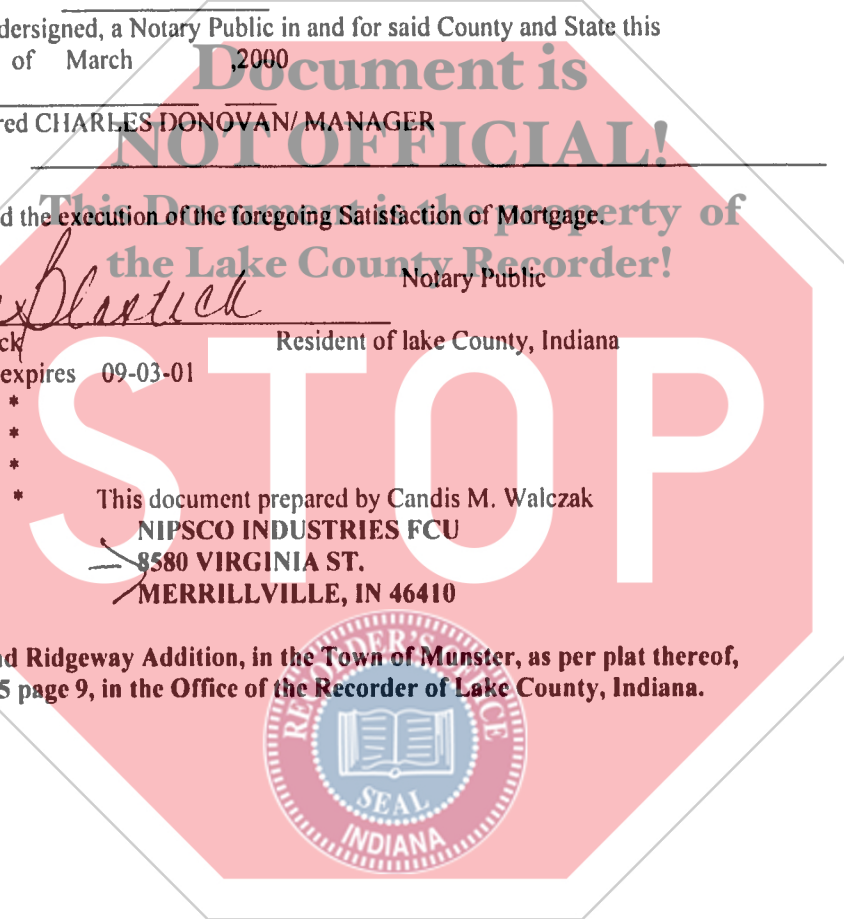 dersigned, a Notary Public in and for said County and State this
of March ,2000
Document is
red CHARLES DONOVAN/ MANAGER
NOT OFFICIAL!
This Document is the property of
d the execution of the foregoing Satisfaction of Mortgage.
the Lake County Recorder!
Notary Public
ck Resident of lake County, Indiana
expires 09-03-01
*
*
*
* This document prepared by Candis M. Walczak
STOP
NIPSCO INDUSTRIES FCU
8580 VIRGINIA ST.
MERRILLVILLE, IN 46410
d Ridgeway Addition, in the Town of Munster, as per plat thereof,
5 page 9, in the Office of the Recorder of Lake County, Indiana.
RECORDER'S OFFICE
SEAL
INDIANA